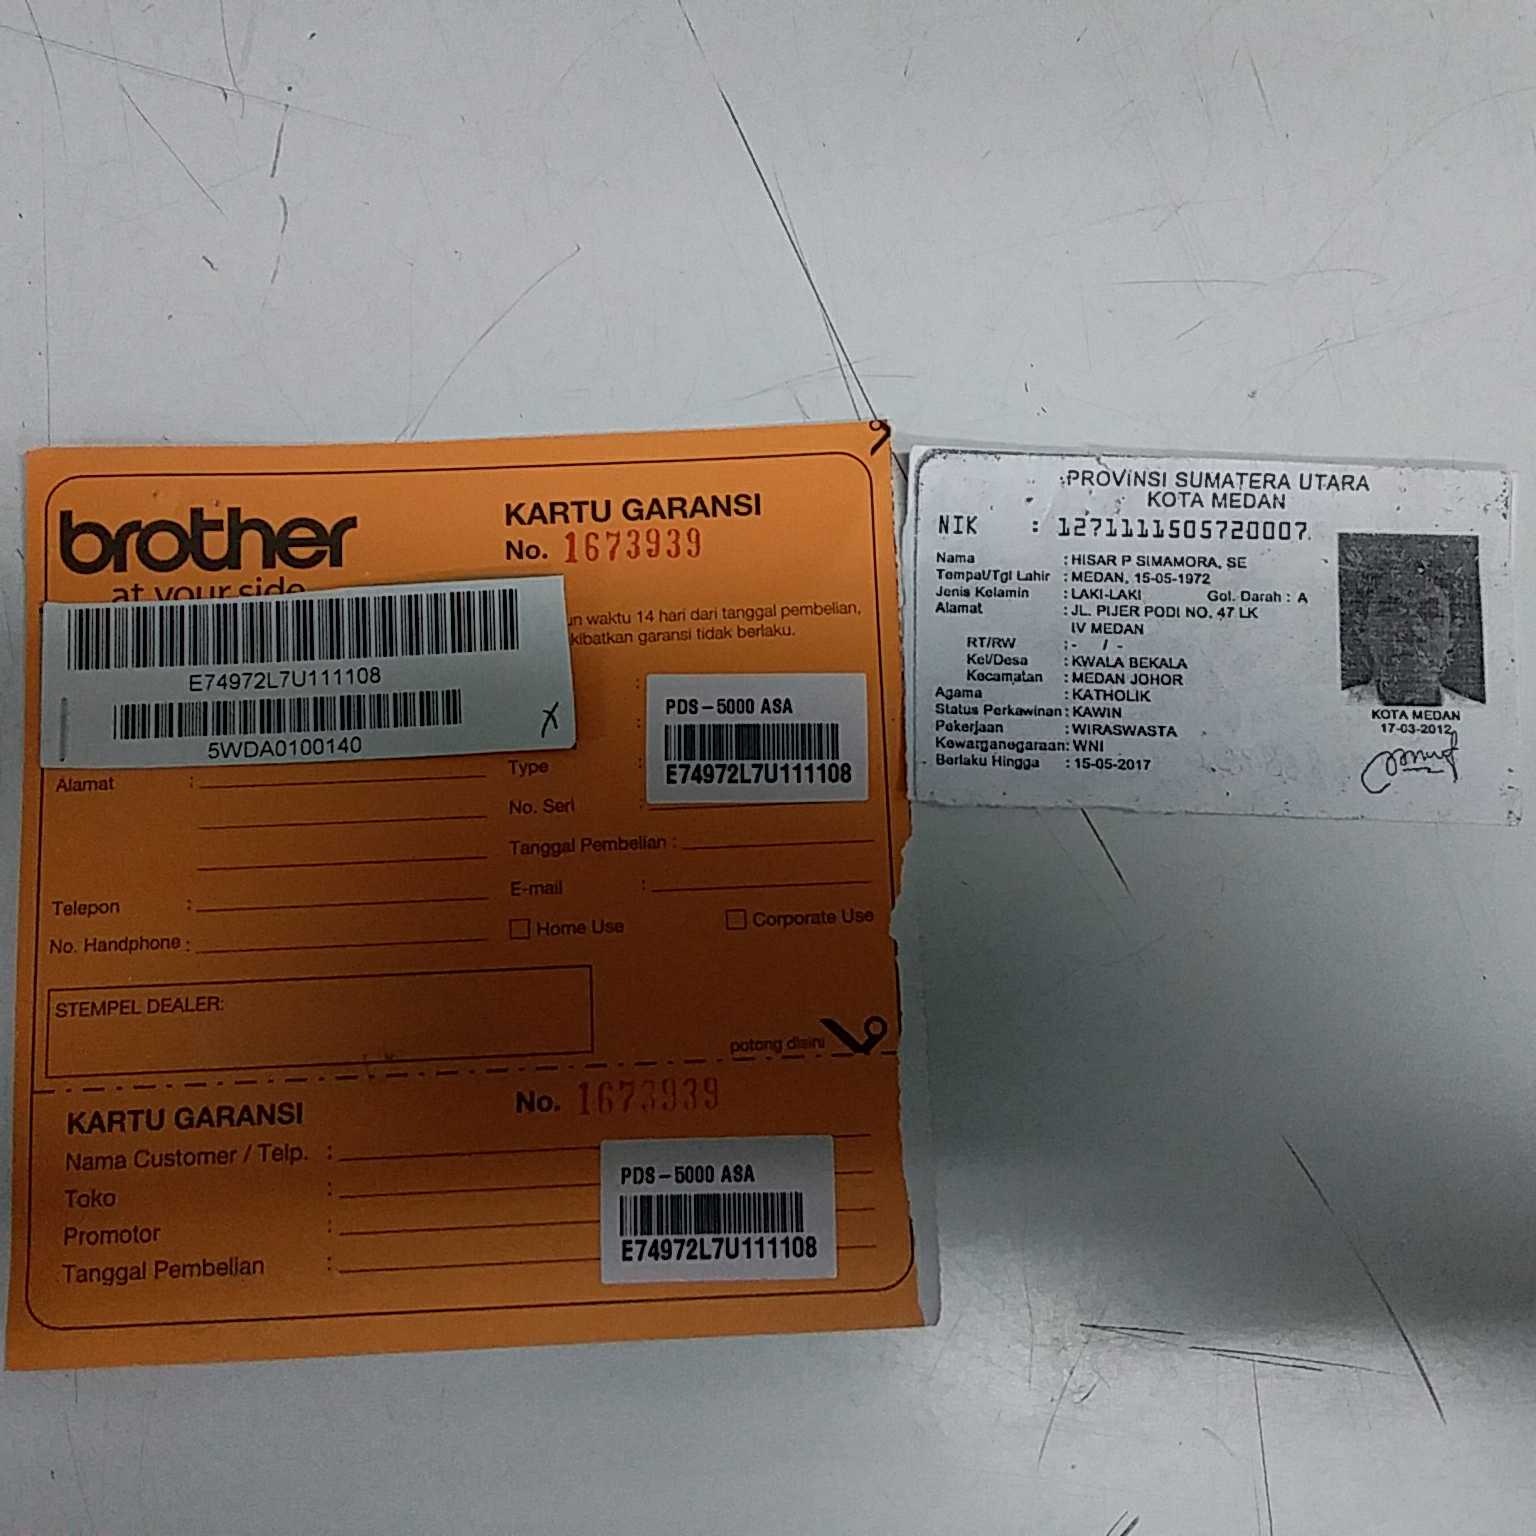 brother
at your side
KARTU GARANSI
No. 1673939
un waktu 14 hari dari tanggal pembelian,
kibatkan garansi tidak berlaku.
E74972L7U111108
5WDA0100140
X
PDS-5000 ASA
E74972L7U111108
Alamat :
Telepon :
No. Handphone :
Type :
No. Seri :
Tanggal Pembelian :
E-mail :
Home Use
Corporate Use
STEMPEL DEALER:
potong disini
KARTU GARANSI
No. 1673939
Nama Customer / Telp. :
Toko :
Promotor :
Tanggal Pembelian :
PDS-5000 ASA
E74972L7U111108
PROVINSI SUMATERA UTARA
KOTA MEDAN
NIK : 1271111505720007
Nama : HISAR P SIMAMORA, SE
Tempat/Tgl Lahir : MEDAN, 15-05-1972
Jenis Kelamin : LAKI-LAKI Gol. Darah : A
Alamat : JL. PIJER PODI NO. 47 LK
IV MEDAN
RT/RW : - / -
Kel/Desa : KWALA BEKALA
Kecamatan : MEDAN JOHOR
Agama : KATHOLIK
Status Perkawinan : KAWIN
Pekerjaan : WIRASWASTA
Kewarganegaraan : WNI
Berlaku Hingga : 15-05-2017
KOTA MEDAN
17-03-2012